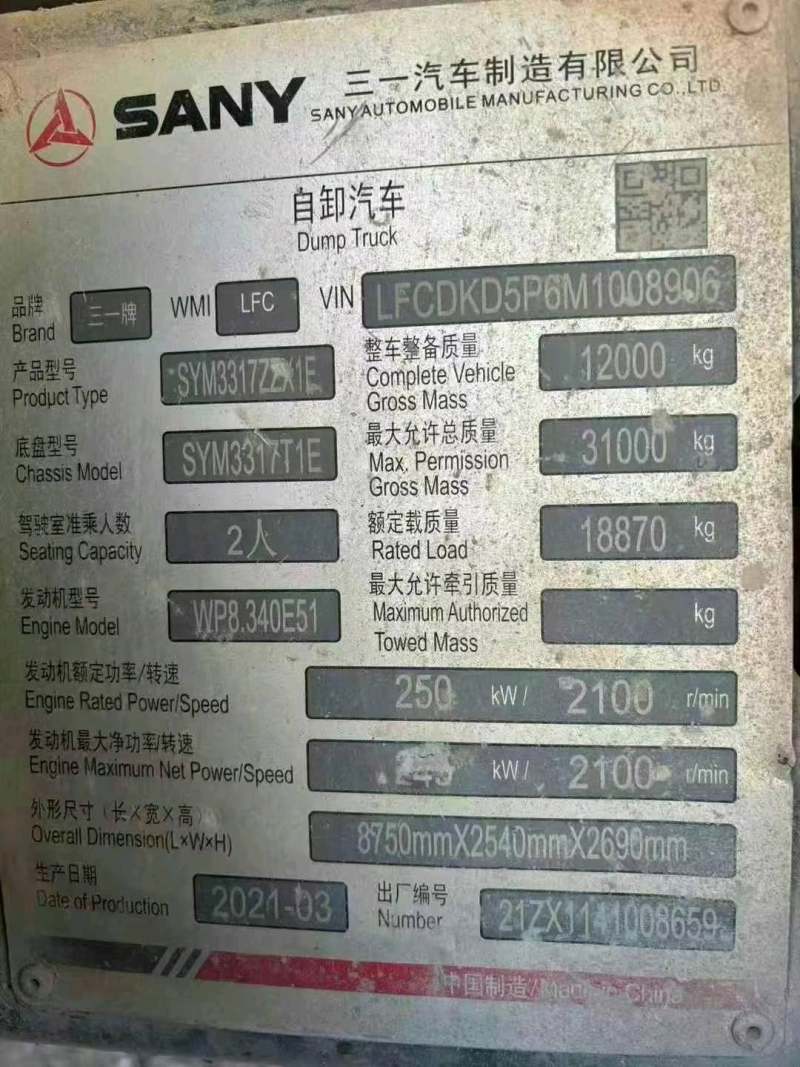 SANY 三一汽车制造有限公司
SANY AUTOMOBILE MANUFACTURING CO.,LTD.
自卸汽车
Dump Truck
品牌 Brand 三一牌 WMI LFC VIN LFCDKD5P6M1008906
产品型号 Product Type SYM3317ZZX1E
整车整备质量 Complete Vehicle Gross Mass 12000 kg
底盘型号 Chassis Model SYM3317T1E
最大允许总质量 Max. Permission Gross Mass 31000 kg
驾驶室准乘人数 Seating Capacity 2人
额定载质量 Rated Load 18870 kg
发动机型号 Engine Model WP8.340E51
最大允许牵引质量 Maximum Authorized Towed Mass kg
发动机额定功率/转速
Engine Rated Power/Speed 250 kW/ 2100 r/min
发动机最大净功率/转速
Engine Maximum Net Power/Speed kW/ 2100 r/min
外形尺寸(长×宽×高)
Overall Dimension(L×W×H) 8750mmX2540mmX2690mm
生产日期 Date of Production 2021-03
出厂编号 Number 21ZX1141008659
中国制造/Made in China